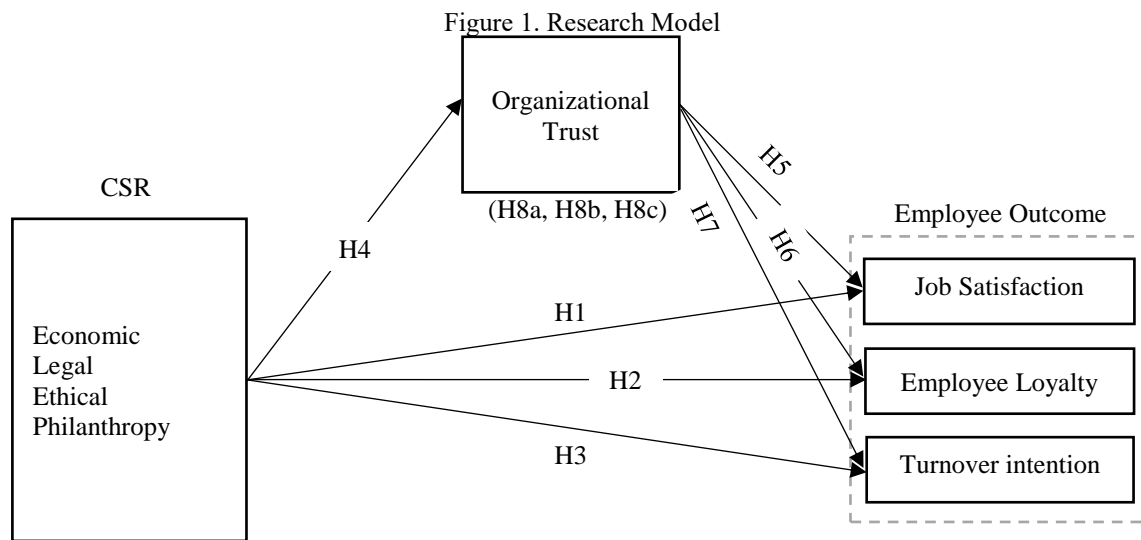 Figure 1. Research Model
Organizational
Trust
(H8a, H8b, H8c)
CSR
Economic
Legal
Ethical
Philanthropy
H4
H1
H2
H3
H5
H6
H7
Employee Outcome
Job Satisfaction
Employee Loyalty
Turnover intention